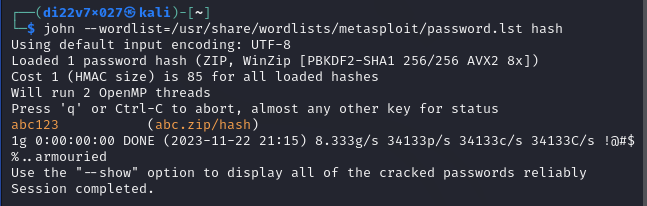 ┌──(di22v7×027㉿kali)-[~]
└─$ john --wordlist=/usr/share/wordlists/metasploit/password.lst hash
Using default input encoding: UTF-8
Loaded 1 password hash (ZIP, WinZip [PBKDF2-SHA1 256/256 AVX2 8x])
Cost 1 (HMAC size) is 85 for all loaded hashes
Will run 2 OpenMP threads
Press 'q' or Ctrl-C to abort, almost any other key for status
abc123           (abc.zip/hash)
1g 0:00:00:00 DONE (2023-11-22 21:15) 8.333g/s 34133p/s 34133c/s 34133C/s !@#$
%..armouried
Use the "--show" option to display all of the cracked passwords reliably
Session completed.